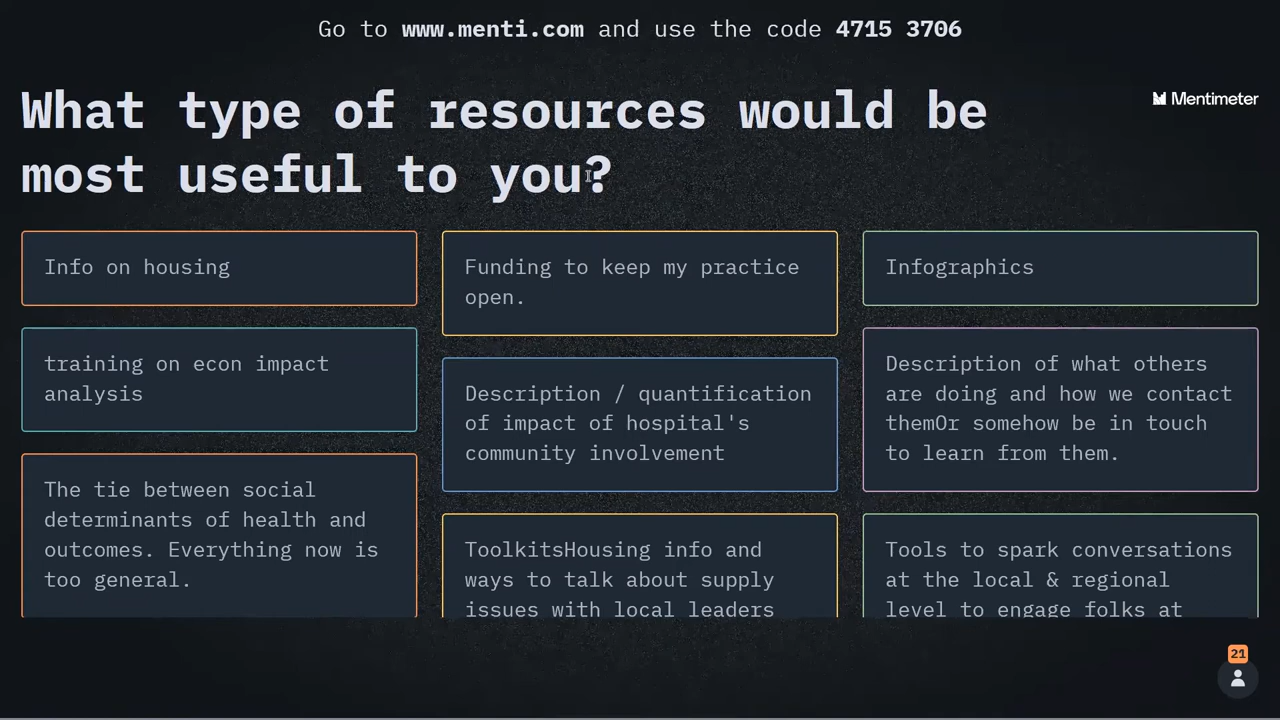 Go to www.menti.com and use the code 4715 3706
Mentimeter
What type of resources would be
most useful to you?
Info on housing
training on econ impact
analysis
The tie between social
determinants of health and
outcomes. Everything now is
too general.
Funding to keep my practice
open.
Description / quantification
of impact of hospital's
community involvement
ToolkitsHousing info and
ways to talk about supply
issues with local leaders
Infographics
Description of what others
are doing and how we contact
themOr somehow be in touch
to learn from them.
Tools to spark conversations
at the local & regional
level to engage folks at
21